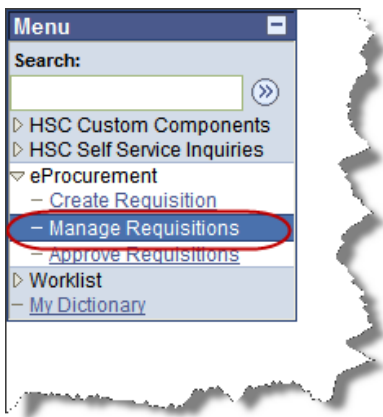 Menu
Search:
HSC Custom Components
HSC Self Service Inquiries
eProcurement
– Create Requisition
– Manage Requisitions
– Approve Requisitions
Worklist
– My Dictionary